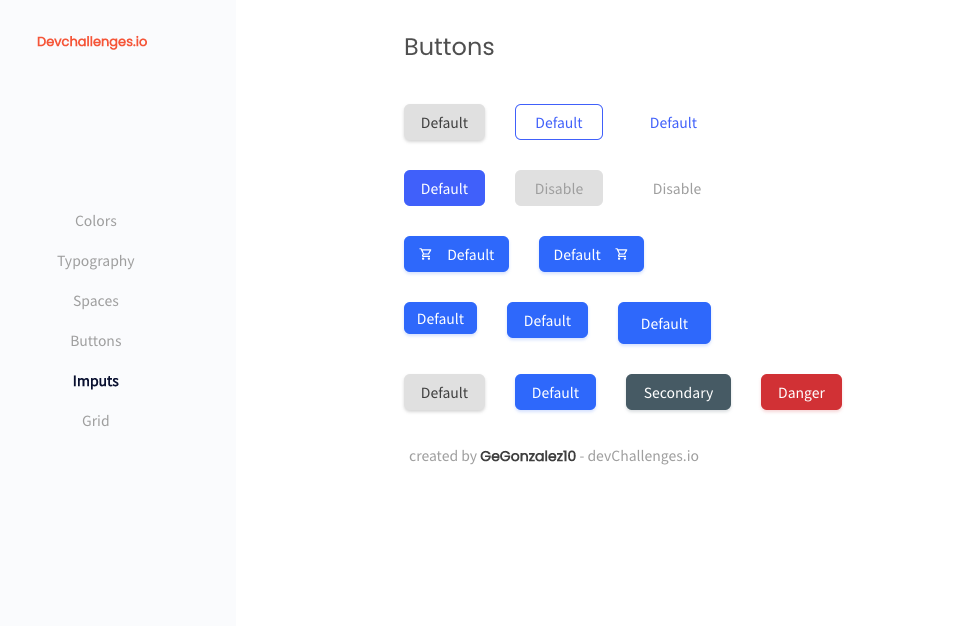 Devchallenges.io
Colors
Typography
Spaces
Buttons
Imputs
Grid
Buttons
Default Default Default
Default Disable Disable
Default Default
Default Default Default
Default Default Secondary Danger
created by GeGonzalez10 - devChallenges.io